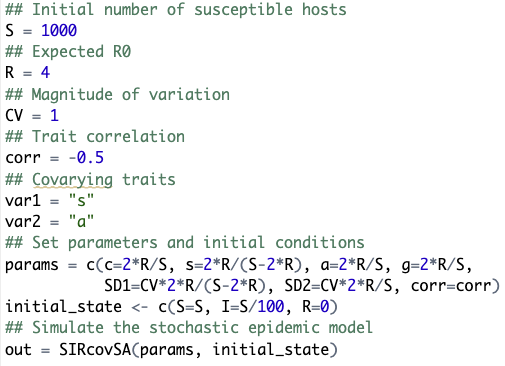 ## Initial number of susceptible hosts
S = 1000
## Expected R0
R = 4
## Magnitude of variation
CV = 1
## Trait correlation
corr = -0.5
## Covarying traits
var1 = "s"
var2 = "a"
## Set parameters and initial conditions
params = c(c=2*R/S, s=2*R/(S-2*R), a=2*R/S, g=2*R/S,
SD1=CV*2*R/(S-2*R), SD2=CV*2*R/S, corr=corr)
initial_state <- c(S=S, I=S/100, R=0)
## Simulate the stochastic epidemic model
out = SIRcovSA(params, initial_state)